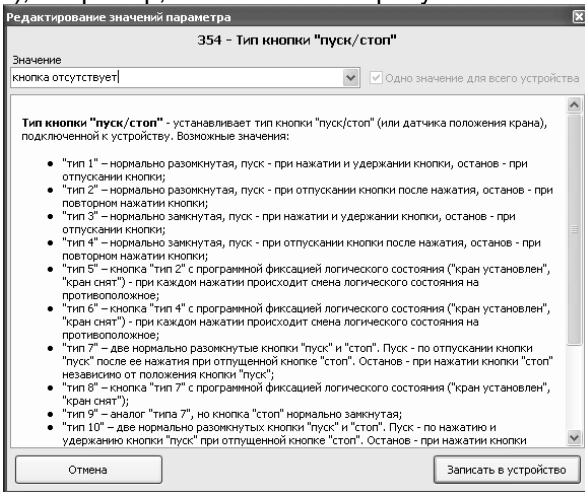 Редактирование значений параметра
354 - Тип кнопки "пуск/стоп"
Значение
кнопка отсутствует
Одно значение для всего устройства
Тип кнопки "пуск/стоп" - устанавливает тип кнопки "пуск/стоп" (или датчика положения крана),
подключенной к устройству. Возможные значения:
● "тип 1" – нормально разомкнутая, пуск - при нажатии и удержании кнопки, останов - при
отпускании кнопки;
● "тип 2" – нормально разомкнутая, пуск - при отпускании кнопки после нажатия, останов - при
повторном нажатии кнопки;
● "тип 3" – нормально замкнутая, пуск - при нажатии и удержании кнопки, останов - при
отпускании кнопки;
● "тип 4" – нормально замкнутая, пуск - при отпускании кнопки после нажатия, останов - при
повторном нажатии кнопки;
● "тип 5" – кнопка "тип 2" с программной фиксацией логического состояния ("кран установлен",
"кран снят") - при каждом нажатии происходит смена логического состояния на
противоположное;
● "тип 6" – кнопка "тип 4" с программной фиксацией логического состояния ("кран установлен",
"кран снят") - при каждом нажатии происходит смена логического состояния на
противоположное;
● "тип 7" – две нормально разомкнутые кнопки "пуск" и "стоп". Пуск - по отпускании кнопки
"пуск" после ее нажатия при отпущенной кнопке "стоп". Останов - при нажатии кнопки "стоп"
независимо от положения кнопки "пуск";
● "тип 8" – кнопка "тип 7" с программной фиксацией логического состояния ("кран установлен",
"кран снят");
● "тип 9" – аналог "типа 7", но кнопка "стоп" нормально замкнутая;
● "тип 10" – две нормально разомкнутых кнопки "пуск" и "стоп". Пуск - по нажатию и
удержанию кнопки "пуск" при отпущенной кнопке "стоп". Останов - при нажатии кнопки
Отмена
Записать в устройство